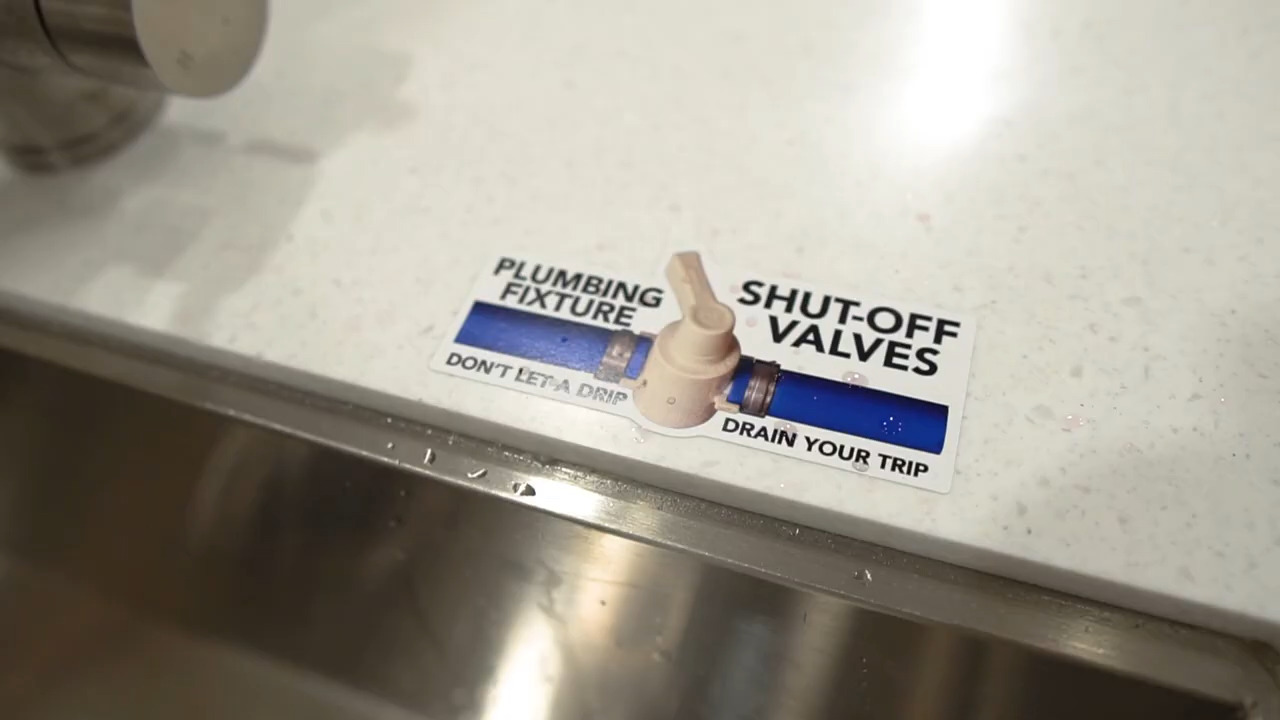 PLUMBING
FIXTURE
SHUT-OFF
VALVES
DON'T LET A DRIP
DRAIN YOUR TRIP